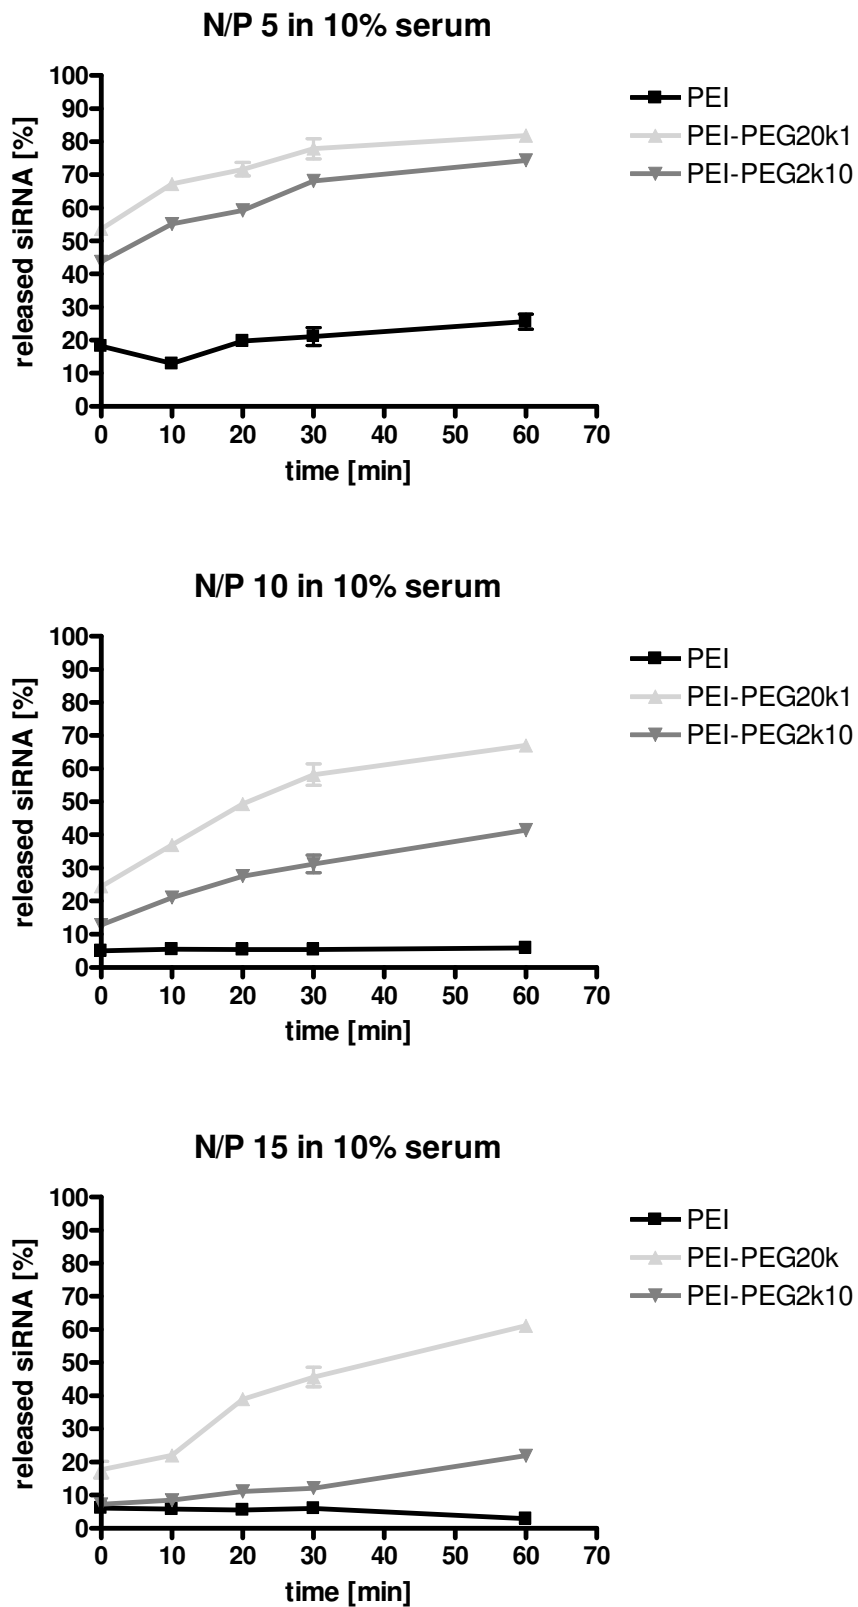 N/P 5 in 10% serum
released siRNA [%]
100
90
80
70
60
50
40
30
20
10
0
0 10 20 30 40 50 60 70
time [min]
PEI
PEI-PEG20k1
PEI-PEG2k10
N/P 10 in 10% serum
released siRNA [%]
100
90
80
70
60
50
40
30
20
10
0
0 10 20 30 40 50 60 70
time [min]
PEI
PEI-PEG20k1
PEI-PEG2k10
N/P 15 in 10% serum
released siRNA [%]
100
90
80
70
60
50
40
30
20
10
0
0 10 20 30 40 50 60 70
time [min]
PEI
PEI-PEG20k
PEI-PEG2k10